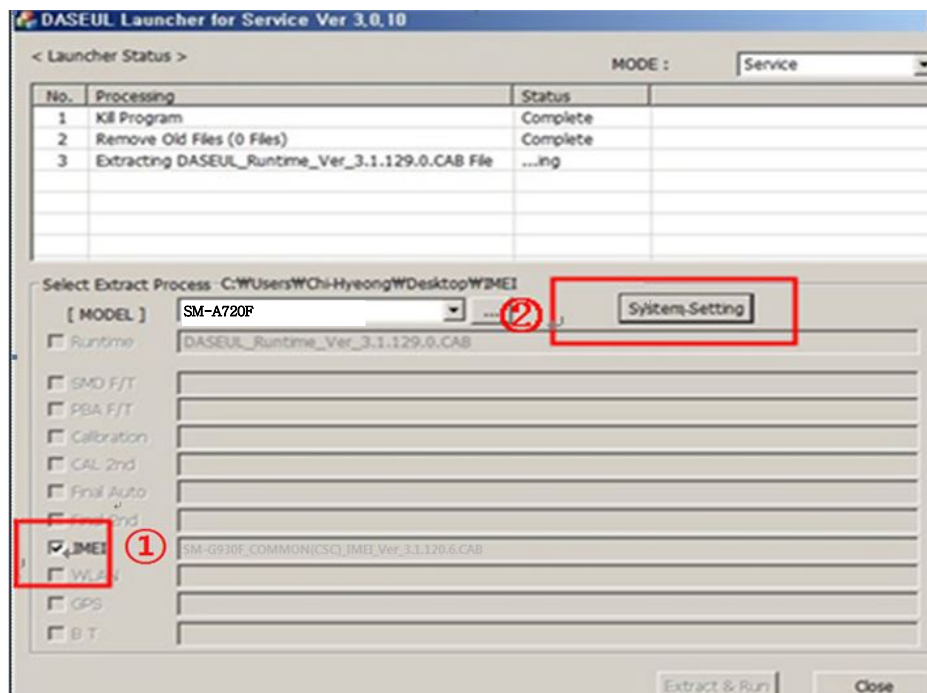 DASEUL Launcher for Service Ver 3,0,10
< Launcher Status >
MODE : Service
No. Processing Status
1 Kill Program Complete
2 Remove Old Files (0 Files) Complete
3 Extracting DASEUL_Runtime_Ver_3.1.129.0.CAB File ...ing
Select Extract Process C:₩Users₩Chi-Hyeong₩Desktop₩IMEI
[ MODEL ] SM-A720F ... ② System Setting
Runtime DASEUL_Runtime_Ver_3.1.129.0.CAB
SMD F/T
PBA F/T
Calibration
CAL 2nd
Final Auto
Final 2nd
IMEI ① SM-G930F_COMMON(CSC)_IMEI_Ver_3.1.120.6.CAB
WLAN
GPS
B T
Extract & Run Close